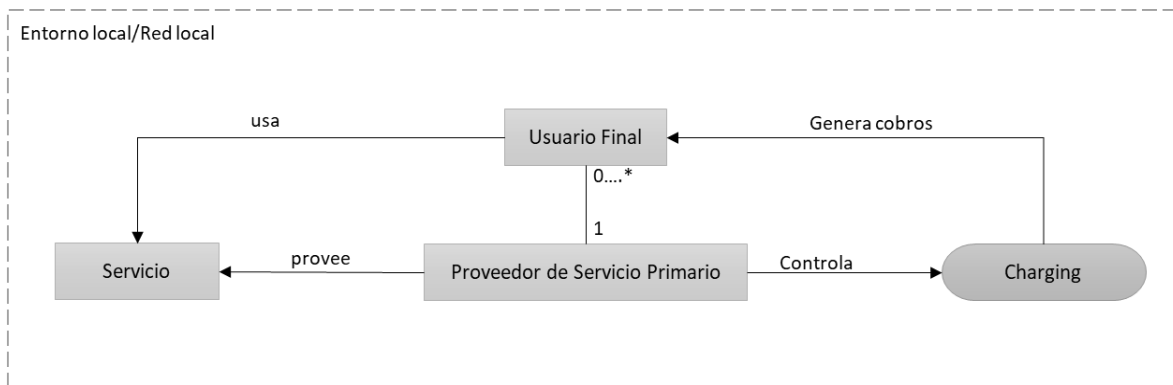 Entorno local/Red local
usa
Genera cobros
Usuario Final
0....*
1
Servicio
provee
Proveedor de Servicio Primario
Controla
Charging